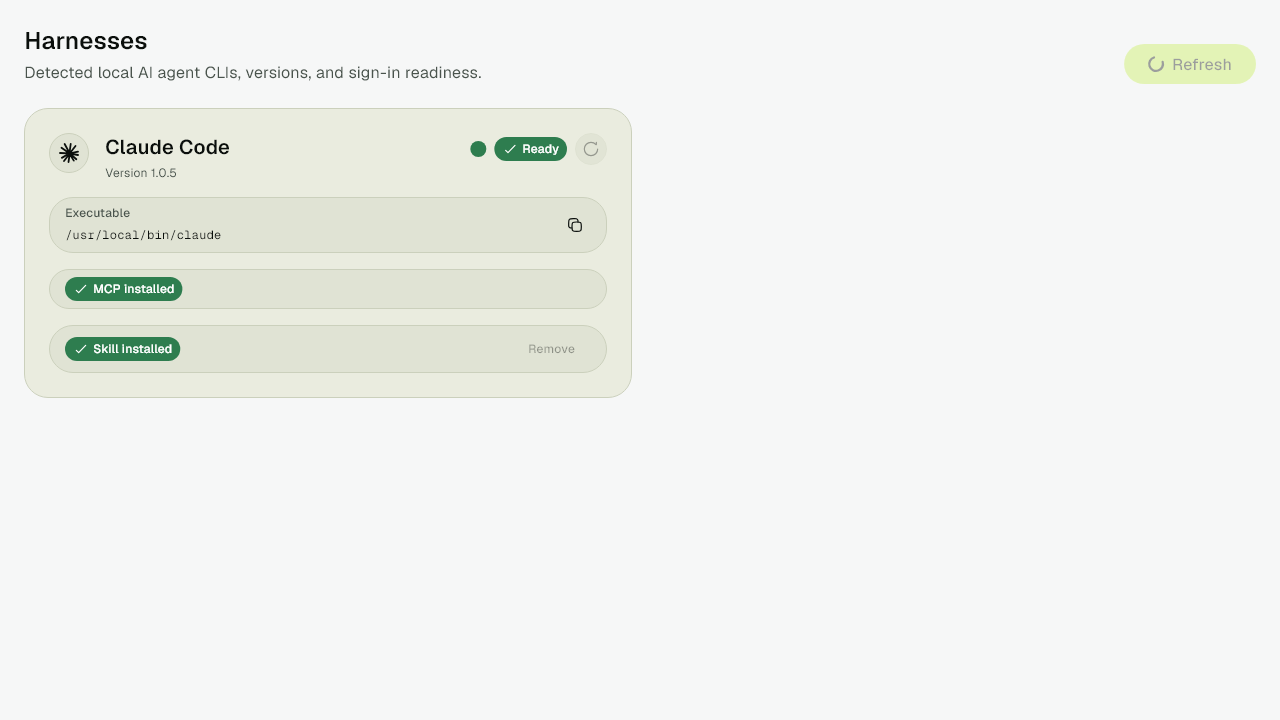 Harnesses
Detected local AI agent CLIs, versions, and sign-in readiness.
Refresh
Claude Code
Version 1.0.5
Ready
Executable
/usr/local/bin/claude
MCP installed
Skill installed
Remove